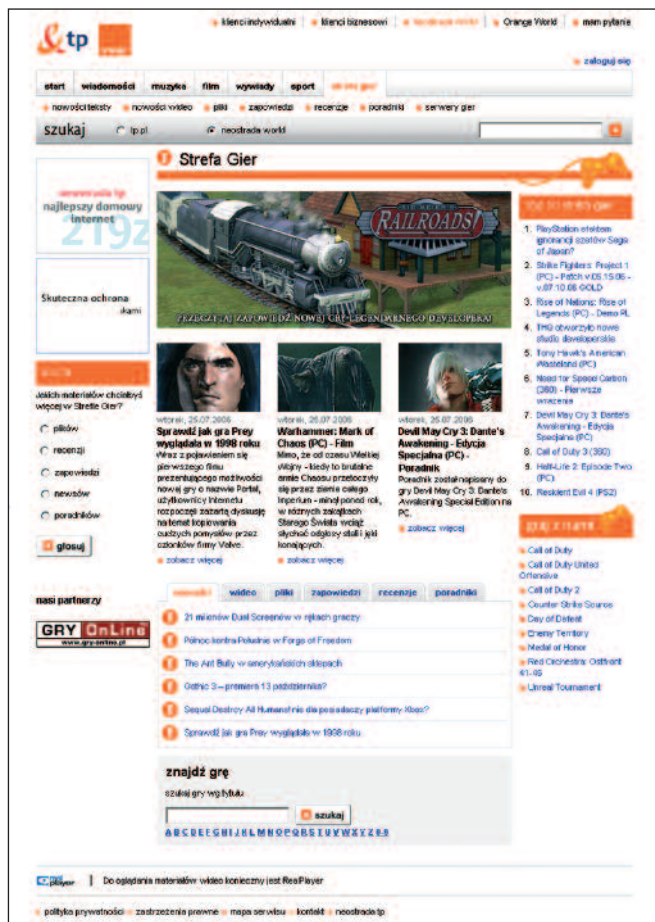 klienci indywidualni klienci biznesowi Orange World mam pytanie
tp
zaloguj się
start wiadomości muzyka film wywiady sport
nowości teksty nowości wideo pliki zapowiedzi recenzje poradniki serwery gier
szukaj tp.pl neostrada world
Strefa Gier
neostrada tp
najlepszy domowy
internet
219z
Skuteczna ochrona
RAILROADS!
PRZECZYTAJ ZAPOWIEDŹ NOWEJ GRY LEGENDARNEGO DEVELOPERA!
Jakich materiałów chciałbyś
więcej w Strefie Gier?
plików
recenzji
zapowiedzi
newsów
poradników
głosuj
nasi partnerzy
GRY OnLine
www.gry-online.pl
wtorek, 25.07.2006
Sprawdź jak gra Prey
wyglądała w 1998 roku
Wraz z pojawieniem się
pierwszego filmu
prezentującego możliwości
nowej gry o nazwie Portal,
użytkownicy Internetu
rozpoczęli zażartą dyskusję
na temat kopiowania
cudzych pomysłów przez
członków firmy Valve.
zobacz więcej
wtorek, 25.07.2006
Warhammer: Mark of
Chaos (PC) - Film
Mimo, że od czasu Wielkiej
Wojny - kiedy to brutalne
armie Chaosu przetoczyły
się przez ziemie całego
Imperium - minął ponad rok,
w różnych zakątkach
Starego Świata wciąż
słychać odgłosy stali i jęki
konających.
zobacz więcej
wtorek, 25.07.2006
Devil May Cry 3: Dante's
Awakening - Edycja
Specjalna (PC) -
Poradnik
Poradnik został napisany do
gry Devil May Cry 3: Dante's
Awakening Special Edition na
PC.
zobacz więcej
1. PlayStation efektem
ignorancji szefów Sega
of Japan?
2. Strike Fighters: Project 1
(PC) - Patch v.05.15.06 -
v.07.10.06 GOLD
3. Rise of Nations: Rise of
Legends (PC) - Demo PL
4. THQ otworzyło nowe
studio developerskie
5. Tony Hawk's American
Wasteland (PC)
6. Need for Speed Carbon
(360) - Pierwsze
wrażenia
7. Devil May Cry 3: Dante's
Awakening - Edycja
Specjalna (PC)
8. Call of Duty 3 (360)
9. Half-Life 2: Episode Two
(PC)
10. Resident Evil 4 (PS2)
graj z nami
Call of Duty
Call of Duty United
Offensive
Call of Duty 2
Counter Strike Source
Day of Defeat
Enemy Territory
Medal of Honor
Red Orchestra: Ostfront
41-45
Unreal Tournament
wideo pliki zapowiedzi recenzje poradniki
21 milionów Dual Screenów w rękach graczy
Północ kontra Południe w Forge of Freedom
The Ant Bully w amerykańskich sklepach
Gothic 3 – premiera 13 października?
Sequel Destroy All Humans! nie dla posiadaczy platformy Xbox?
Sprawdź jak gra Prey wyglądała w 1998 roku
znajdź grę
szukaj gry wg tytułu
szukaj
A B C D E F G H I J K L M N O P Q R S T U V W X Y Z 0-9
real player Do oglądania materiałów wideo konieczny jest RealPlayer
polityka prywatności zastrzeżenia prawne mapa serwisu kontakt neostrada tp